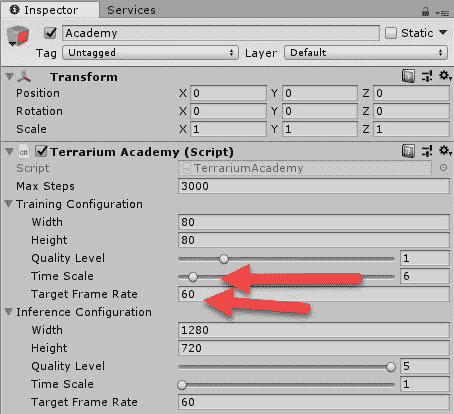 Inspector Services
Academy Static
Tag Untagged Layer Default
Transform
Position X 0 Y 0 Z 0
Rotation X 0 Y 0 Z 0
Scale X 1 Y 1 Z 1
Terrarium Academy (Script)
Script TerrariumAcademy
Max Steps 3000
Training Configuration
Width 80
Height 80
Quality Level 1
Time Scale 6
Target Frame Rate 60
Inference Configuration
Width 1280
Height 720
Quality Level 5
Time Scale 1
Target Frame Rate 60